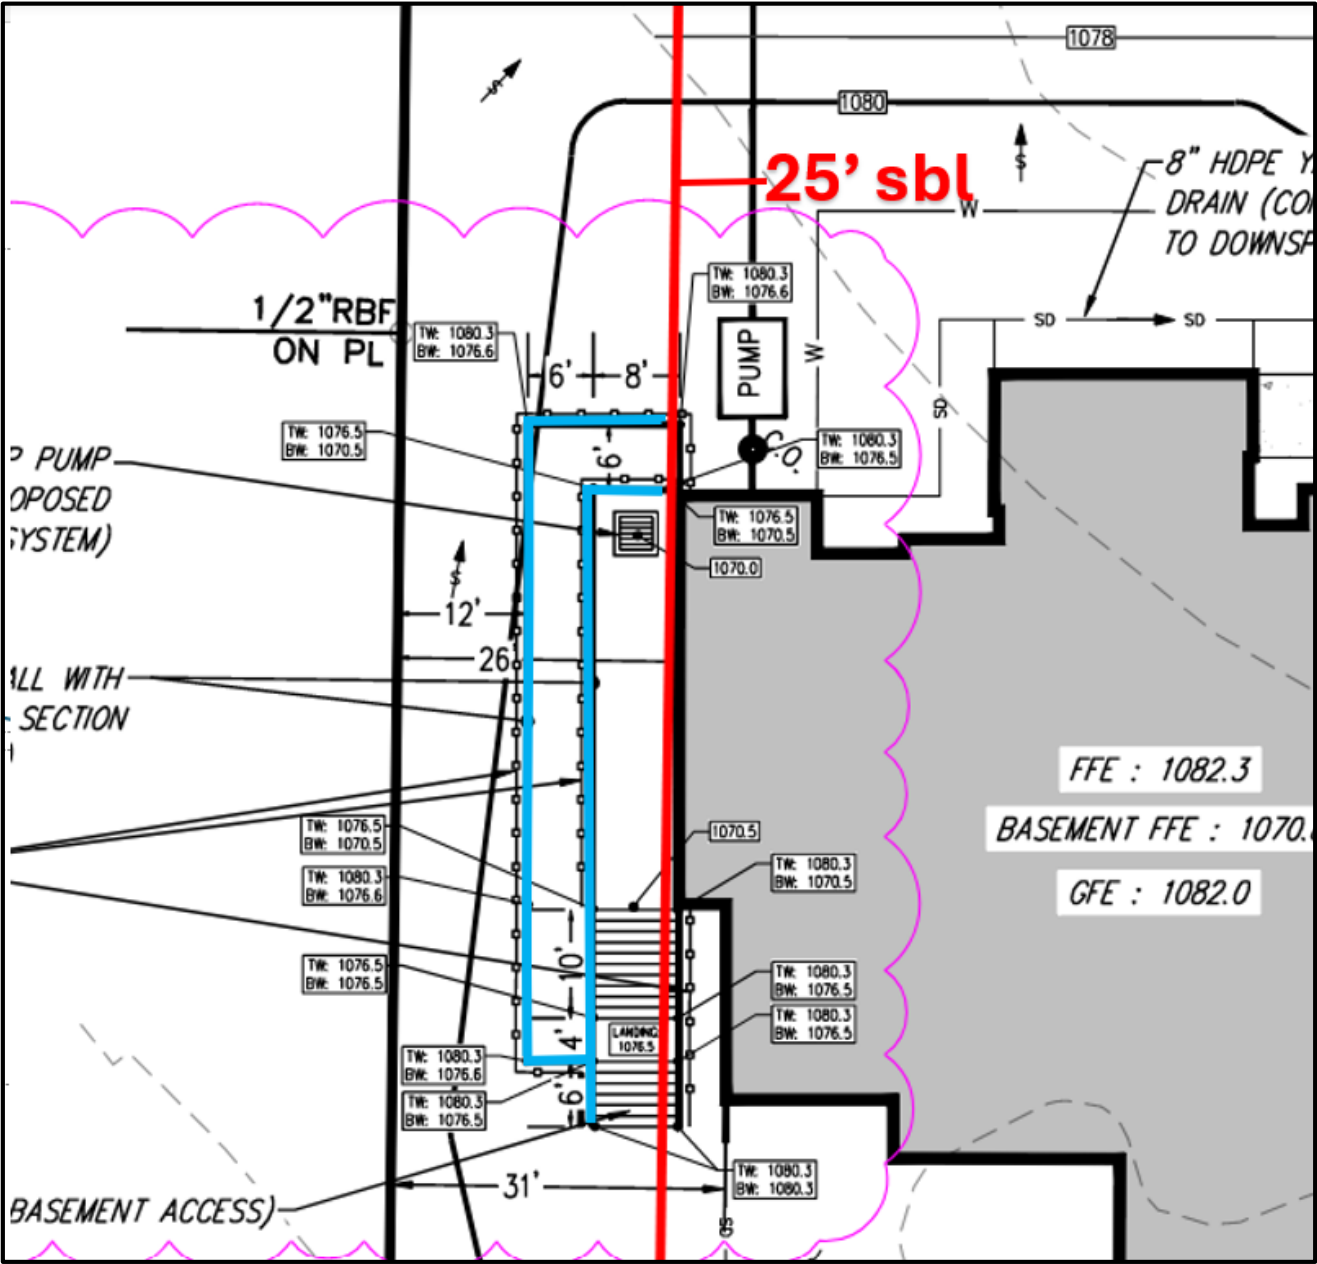 1078
1080
25' sbl
8" HDPE Y
DRAIN (CO
TO DOWNSP
S
S
W
TW: 1080.3
BW: 1076.6
1/2"RBF
ON PL
TW: 1080.3
BW: 1076.6
6'
8'
PUMP
W
SD
SD
SD
TW: 1076.5
BW: 1070.5
6'
C.O.
TW: 1080.3
BW: 1076.5
P PUMP
OPOSED
SYSTEM)
TW: 1076.5
BW: 1070.5
1070.0
S
12'
26'
ALL WITH
SECTION
)
FFE : 1082.3
BASEMENT FFE : 1070.
GFE : 1082.0
TW: 1076.5
BW: 1070.5
1070.5
TW: 1080.3
BW: 1076.6
TW: 1080.3
BW: 1070.5
10'
TW: 1076.5
BW: 1076.5
TW: 1080.3
BW: 1076.5
4'
LANDING
1076.5
TW: 1080.3
BW: 1076.5
TW: 1080.3
BW: 1076.6
6'
TW: 1080.3
BW: 1076.5
31'
TW: 1080.3
BW: 1080.3
BASEMENT ACCESS)